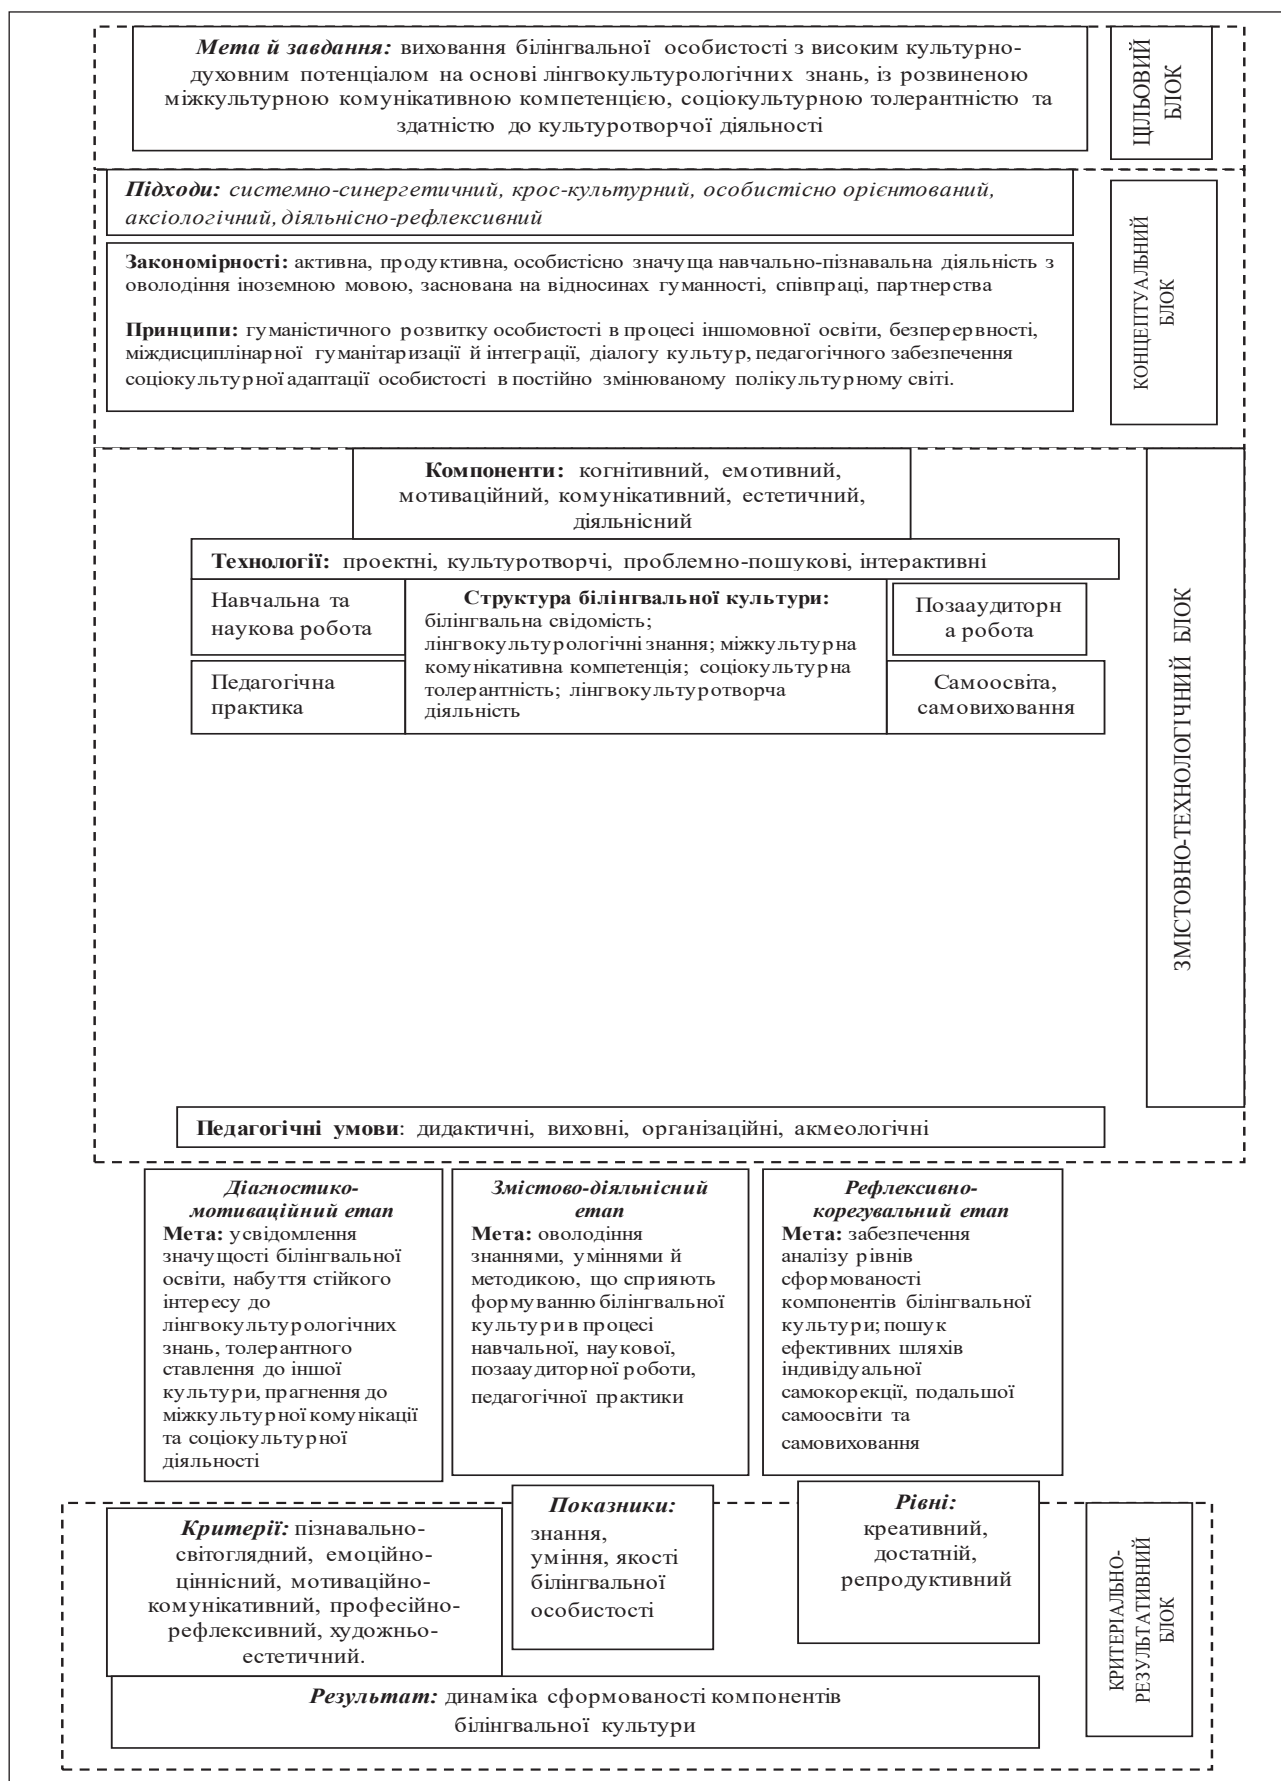 Мета й завдання: виховання білінгвальної особистості з високим культурно-
духовним потенціалом на основі лінгвокультурологічних знань, із розвиненою
міжкультурною комунікативною компетенцією, соціокультурною толерантністю та
здатністю до культуротворчої діяльності
ЦІЛЬОВИЙ
БЛОК
Підходи: системно-синергетичний, крос-культурний, особистісно орієнтований,
аксіологічний, діяльнісно-рефлексивний
Закономірності: активна, продуктивна, особистісно значуща навчально-пізнавальна діяльність з
оволодіння іноземною мовою, заснована на відносинах гуманності, співпраці, партнерства
Принципи: гуманістичного розвитку особистості в процесі іншомовної освіти, безперервності,
міждисциплінарної гуманітаризації й інтеграції, діалогу культур, педагогічного забезпечення
соціокультурної адаптації особистості в постійно змінюваному полікультурному світі.
КОНЦЕПТУАЛЬНИЙ
БЛОК
Компоненти: когнітивний, емотивний,
мотиваційний, комунікативний, естетичний,
діяльнісний
Технології: проектні, культуротворчі, проблемно-пошукові, інтерактивні
Навчальна та
наукова робота
Педагогічна
практика
Структура білінгвальної культури:
білінгвальна свідомість;
лінгвокультурологічні знання; міжкультурна
комунікативна компетенція; соціокультурна
толерантність; лінгвокультуротворча
діяльність
Позааудиторн
а робота
Самоосвіта,
самовиховання
ЗМІСТОВНО-ТЕХНОЛОГІЧНИЙ БЛОК
Педагогічні умови: дидактичні, виховні, організаційні, акмеологічні
Діагностико-
мотиваційний етап
Мета: усвідомлення
значущості білінгвальної
освіти, набуття стійкого
інтересу до
лінгвокультурологічних
знань, толерантного
ставлення до іншої
культури, прагнення до
міжкультурної комунікації
та соціокультурної
діяльності
Змістово-діяльнісний
етап
Мета: оволодіння
знаннями, уміннями й
методикою, що сприяють
формуванню білінгвальної
культури в процесі
навчальної, наукової,
позааудиторної роботи,
педагогічної практики
Рефлексивно-
корегувальний етап
Мета: забезпечення
аналізу рівнів
сформованості
компонентів білінгвальної
культури; пошук
ефективних шляхів
індивідуальної
самокорекції, подальшої
самоосвіти та
самовиховання
Критерії: пізнавально-
світоглядний, емоційно-
ціннісний, мотиваційно-
комунікативний, професійно-
рефлексивний, художньо-
естетичний.
Показники:
знання,
уміння, якості
білінгвальної
особистості
Рівні:
креативний,
достатній,
репродуктивний
КРИТЕРІАЛЬНО-
РЕЗУЛЬТАТИВНИЙ
БЛОК
Результат: динаміка сформованості компонентів
білінгвальної культури